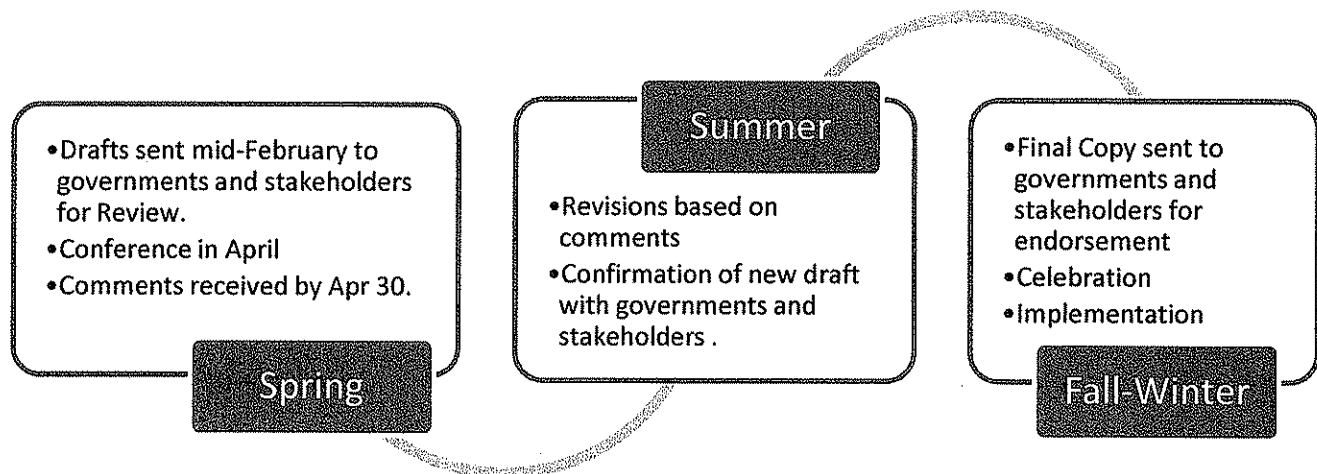 •Drafts sent mid-February to
governments and stakeholders
for Review.
•Conference in April
•Comments received by Apr 30.
Spring
Summer
•Revisions based on
comments
•Confirmation of new draft
with governments and
stakeholders .
•Final Copy sent to
governments and
stakeholders for
endorsement
•Celebration
•Implementation
Fall-Winter